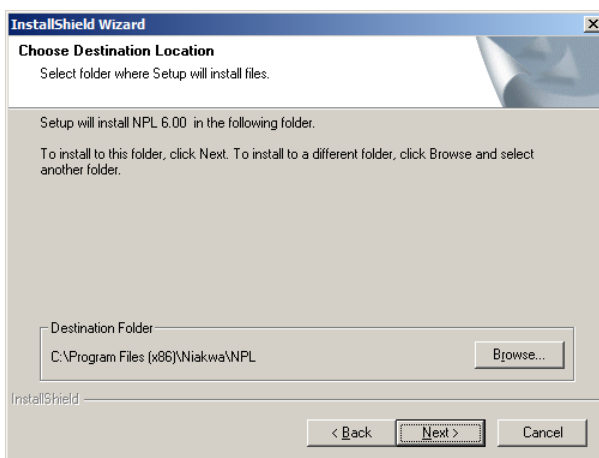 InstallShield Wizard
Choose Destination Location
Select folder where Setup will install files.
Setup will install NPL 6.00 in the following folder.
To install to this folder, click Next. To install to a different folder, click Browse and select
another folder.
Destination Folder
C:\Program Files (x86)\Niakwa\NPL
Browse...
InstallShield
< Back
Next >
Cancel